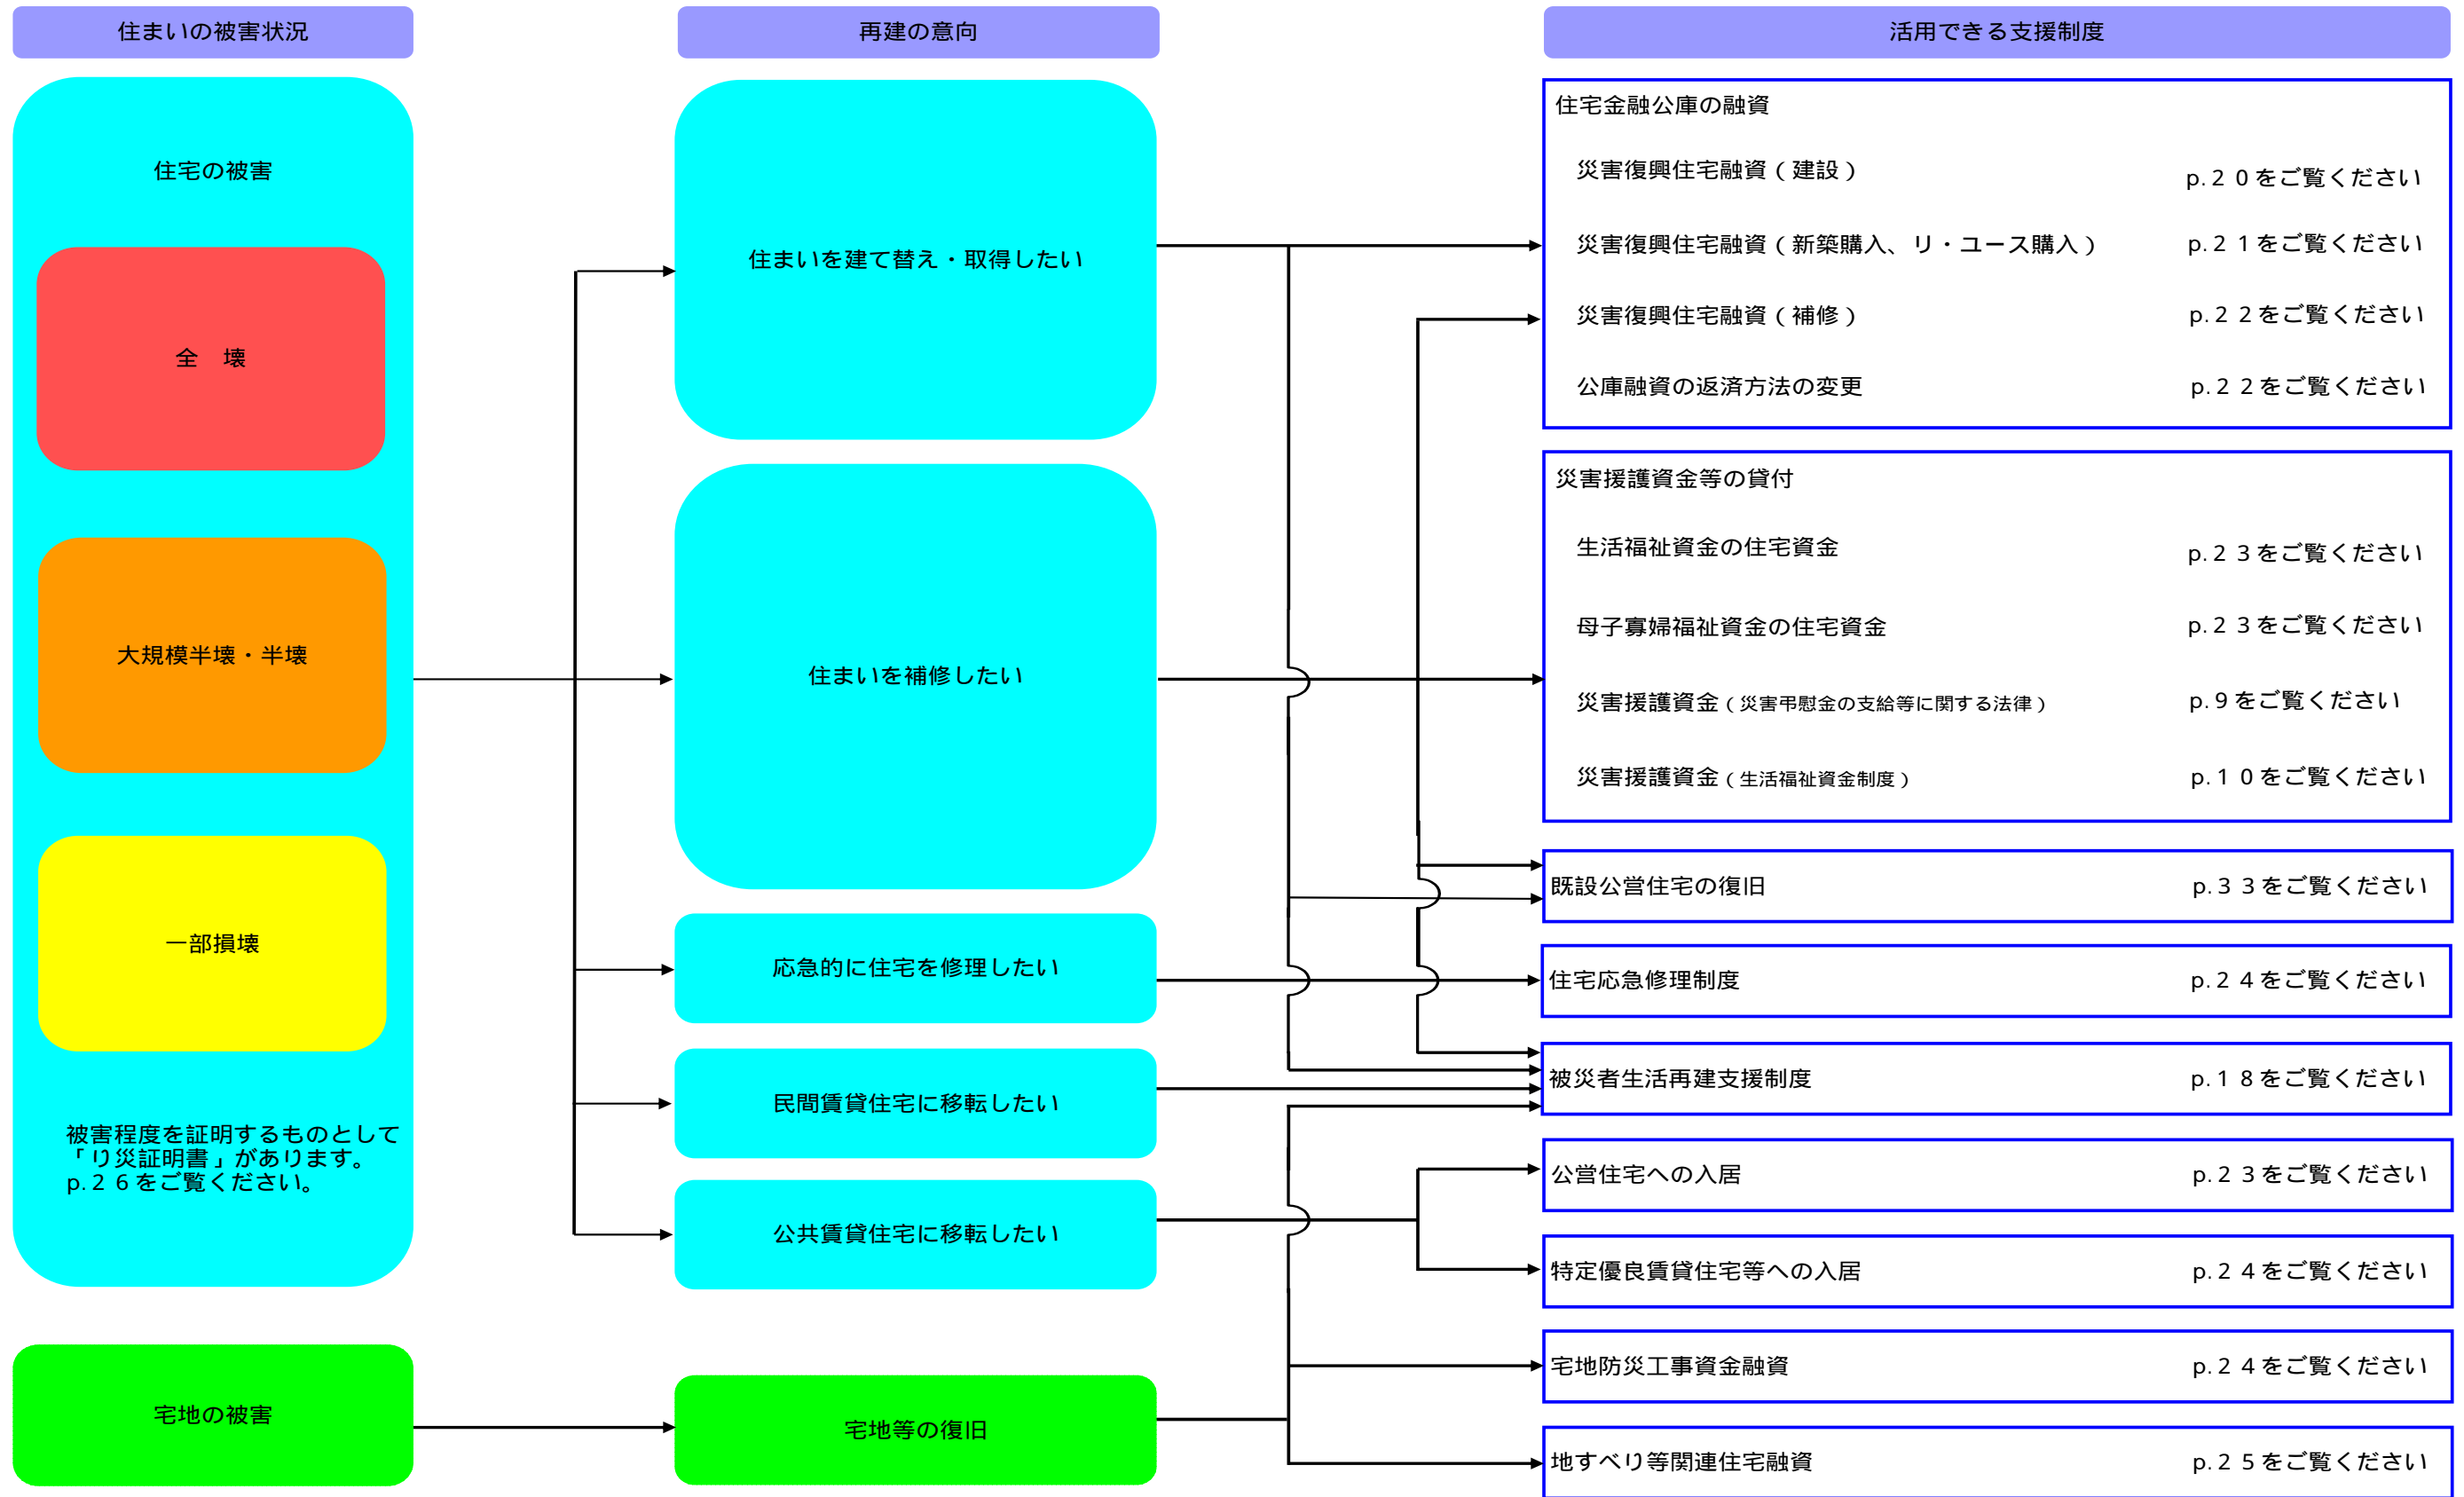 住まいの被害状況
再建の意向
活用できる支援制度
住宅の被害
全　壊
大規模半壊・半壊
一部損壊
被害程度を証明するものとして
「り災証明書」があります。
p.２６をご覧ください。
宅地の被害
住まいを建て替え・取得したい
住まいを補修したい
応急的に住宅を修理したい
民間賃貸住宅に移転したい
公共賃貸住宅に移転したい
宅地等の復旧
住宅金融公庫の融資
災害復興住宅融資（建設） p.２０をご覧ください
災害復興住宅融資（新築購入、リ・ユース購入） p.２１をご覧ください
災害復興住宅融資（補修） p.２２をご覧ください
公庫融資の返済方法の変更 p.２２をご覧ください
災害援護資金等の貸付
生活福祉資金の住宅資金 p.２３をご覧ください
母子寡婦福祉資金の住宅資金 p.２３をご覧ください
災害援護資金（災害弔慰金の支給等に関する法律） p.９をご覧ください
災害援護資金（生活福祉資金制度） p.１０をご覧ください
既設公営住宅の復旧 p.３３をご覧ください
住宅応急修理制度 p.２４をご覧ください
被災者生活再建支援制度 p.１８をご覧ください
公営住宅への入居 p.２３をご覧ください
特定優良賃貸住宅等への入居 p.２４をご覧ください
宅地防災工事資金融資 p.２４をご覧ください
地すべり等関連住宅融資 p.２５をご覧ください